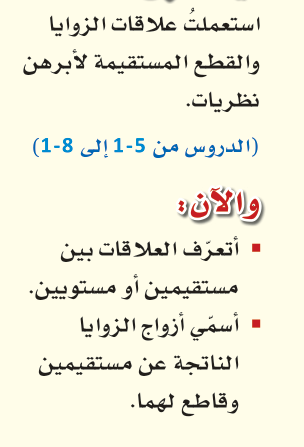 استعملتُ علاقات الزوايا
والقطع المستقيمة لأبرهن
نظريات.
(الدروس من 5-1 إلى 8-1)
والآن:
▪ أتعرّف العلاقات بين
مستقيمين أو مستويين.
▪ أسمّي أزواج الزوايا
الناتجة عن مستقيمين
وقاطع لهما.